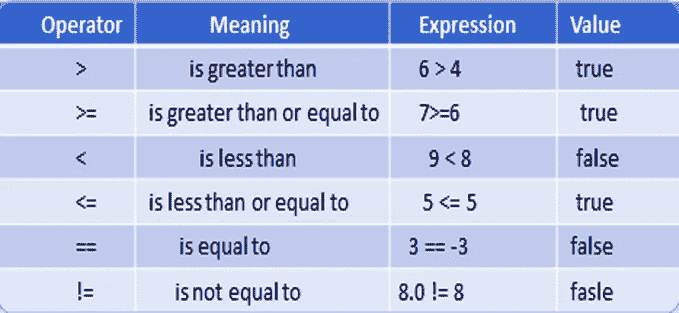 Operator Meaning Expression Value
> is greater than 6 > 4 true
>= is greater than or equal to 7>=6 true
< is less than 9 < 8 false
<= is less than or equal to 5 <= 5 true
== is equal to 3 == -3 false
!= is not equal to 8.0 != 8 fasle